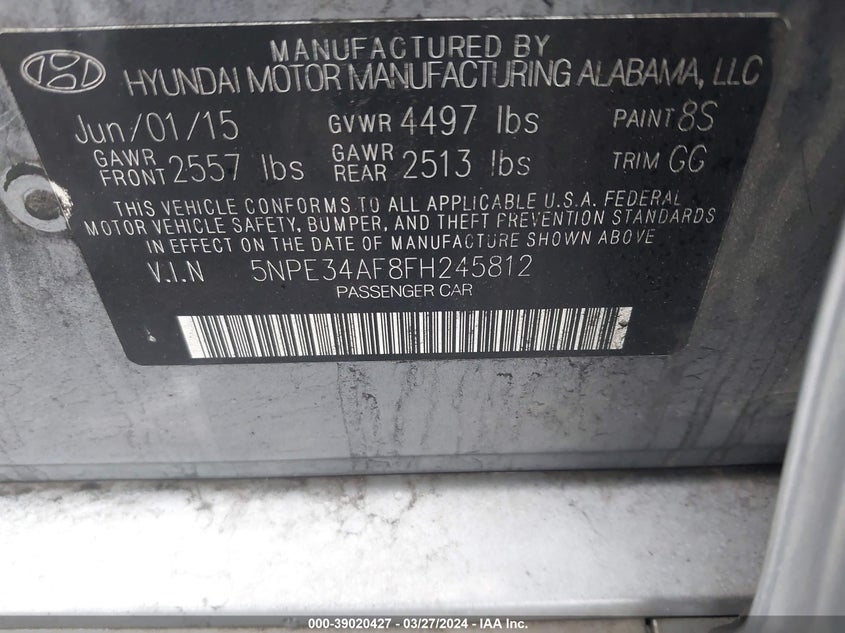 MANUFACTURED BY
HYUNDAI MOTOR MANUFACTURING ALABAMA, LLC
Jun/01/15 GVWR 4497 lbs PAINT 8S
GAWR FRONT 2557 lbs GAWR REAR 2513 lbs TRIM GG
THIS VEHICLE CONFORMS TO ALL APPLICABLE U.S.A. FEDERAL
MOTOR VEHICLE SAFETY, BUMPER, AND THEFT PREVENTION STANDARDS
IN EFFECT ON THE DATE OF MANUFACTURE SHOWN ABOVE
V.I.N 5NPE34AF8FH245812
PASSENGER CAR
000-39020427 - 03/27/2024 - IAA Inc.